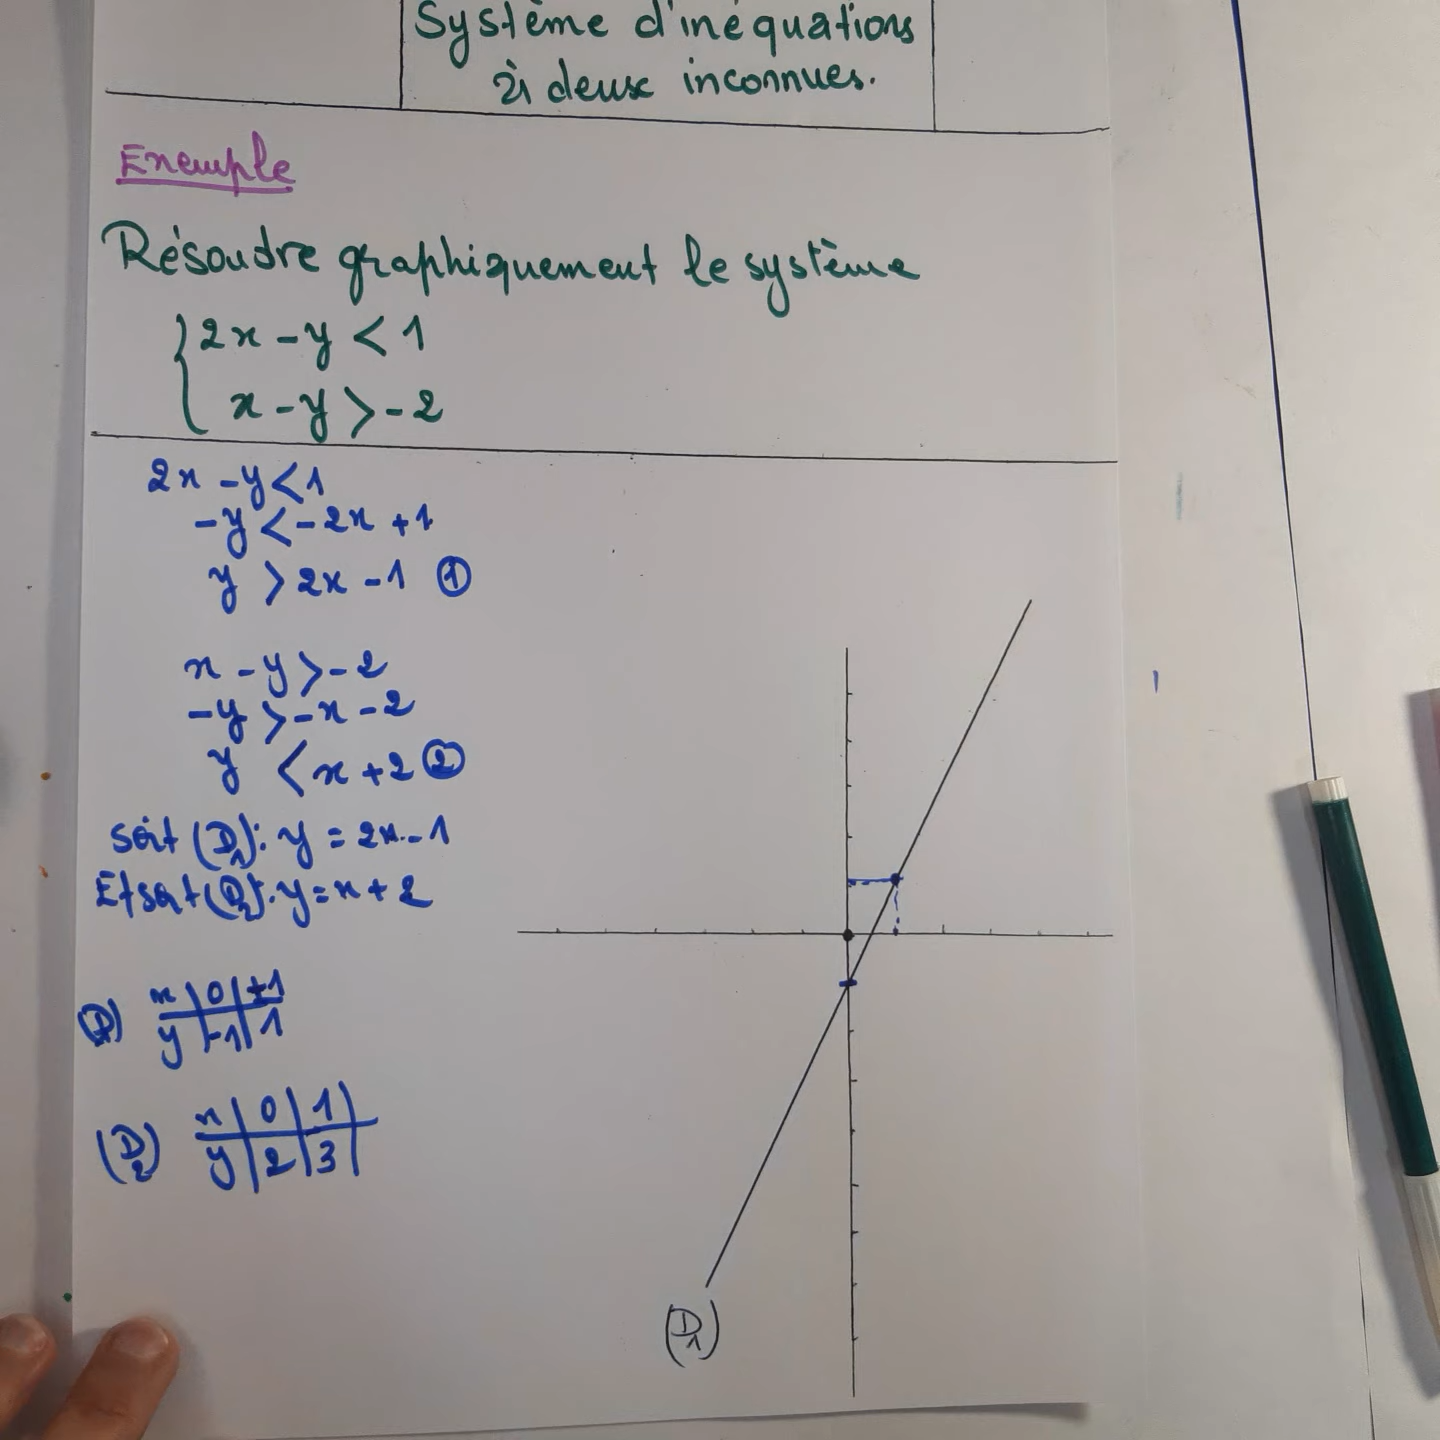 Système d'inéquations
à deux inconnues.
Exemple
Résoudre graphiquement le système
2x - y < 1
x - y > -2
2x - y < 1
-y < -2x + 1
y > 2x - 1 ①
x - y > -2
-y > -x - 2
y < x + 2 ②
soit (D1): y = 2x - 1
Et soit (D2): y = x + 2
(D1) x | 0 | +1
y | -1 | 1
(D2) x | 0 | 1
y | 2 | 3
(D1)